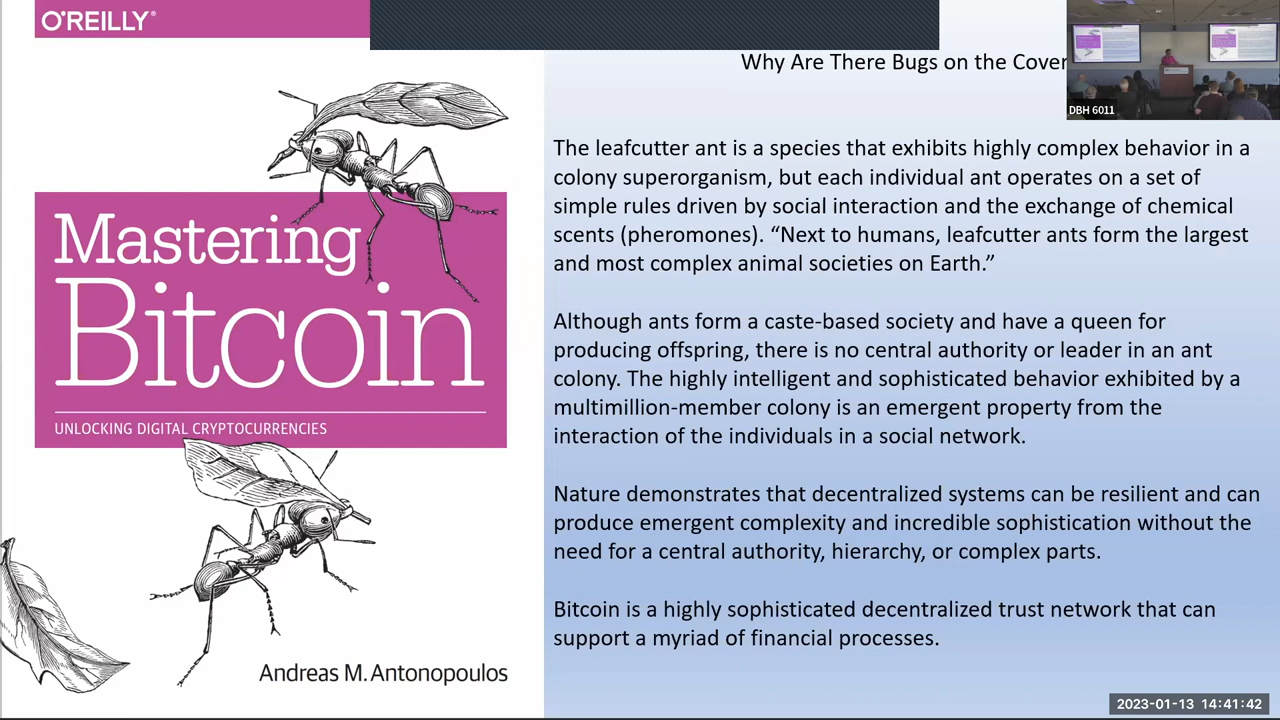 O'REILLY®
Mastering
Bitcoin
UNLOCKING DIGITAL CRYPTOCURRENCIES
Andreas M. Antonopoulos
Why Are There Bugs on the Cover
The leafcutter ant is a species that exhibits highly complex behavior in a
colony superorganism, but each individual ant operates on a set of
simple rules driven by social interaction and the exchange of chemical
scents (pheromones). “Next to humans, leafcutter ants form the largest
and most complex animal societies on Earth.”
Although ants form a caste-based society and have a queen for
producing offspring, there is no central authority or leader in an ant
colony. The highly intelligent and sophisticated behavior exhibited by a
multimillion-member colony is an emergent property from the
interaction of the individuals in a social network.
Nature demonstrates that decentralized systems can be resilient and can
produce emergent complexity and incredible sophistication without the
need for a central authority, hierarchy, or complex parts.
Bitcoin is a highly sophisticated decentralized trust network that can
support a myriad of financial processes.
DBH 6011
2023-01-13 14:41:42